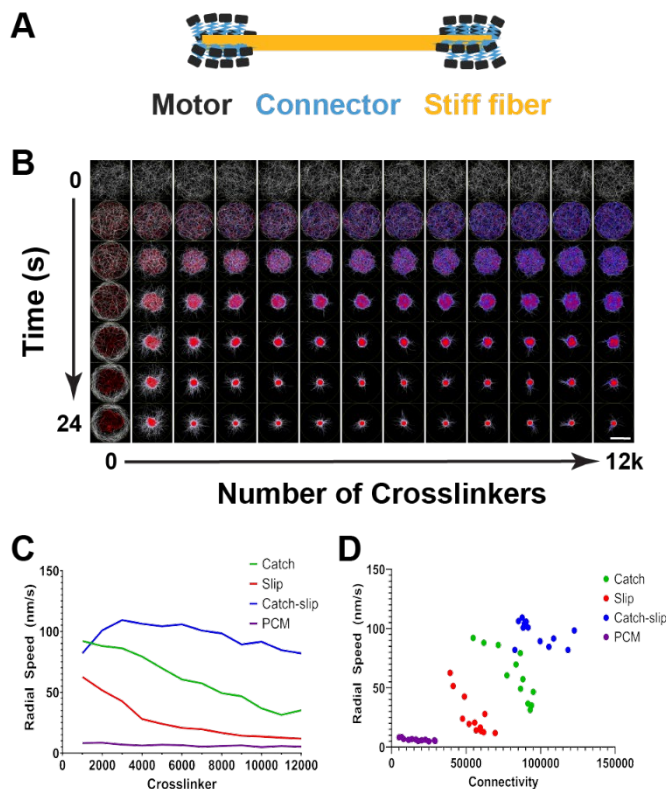 A
Motor Connector Stiff fiber
B
0
Time (s)
24
0 12k
Number of Crosslinkers
C
Radial Speed (nm/s)
150
100
50
0
0 2000 4000 6000 8000 10000 12000
Crosslinker
Catch
Slip
Catch-slip
PCM
D
Radial Speed (nm/s)
150
100
50
0
0 50000 100000 150000
Connectivity
Catch
Slip
Catch-slip
PCM